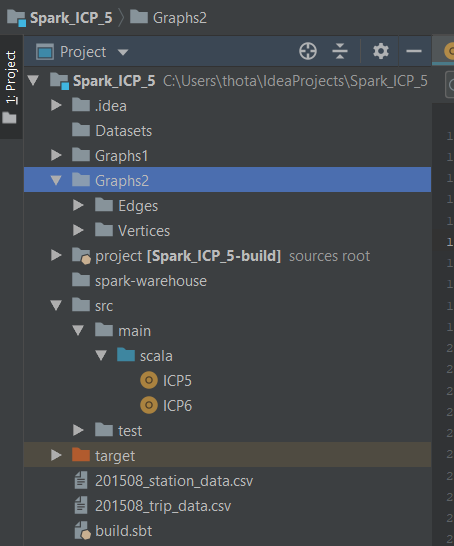 Spark_ICP_5 Graphs2
1: Project
Project
Spark_ICP_5 C:\Users\thota\IdeaProjects\Spark_ICP_5
.idea
Datasets
Graphs1
Graphs2
Edges
Vertices
project [Spark_ICP_5-build] sources root
spark-warehouse
src
main
scala
ICP5
ICP6
test
target
201508_station_data.csv
201508_trip_data.csv
build.sbt